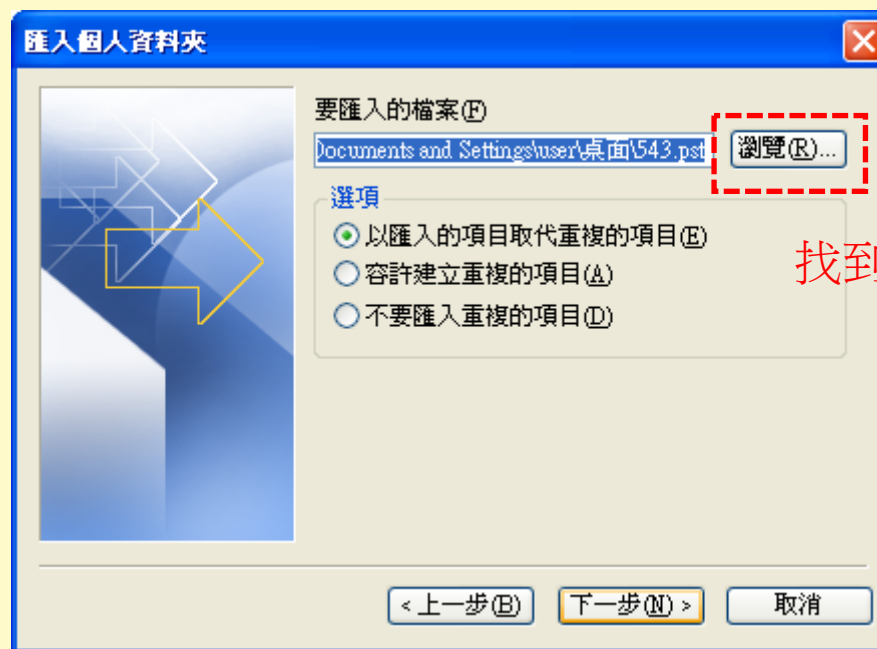 匯入個人資料夾
要匯入的檔案(F)
Documents and Settings\user\桌面\543.pst
瀏覽(R)...
選項
以匯入的項目取代重複的項目(E)
容許建立重複的項目(A)
找到
不要匯入重複的項目(D)
<上一步(B)
下一步(N)>
取消